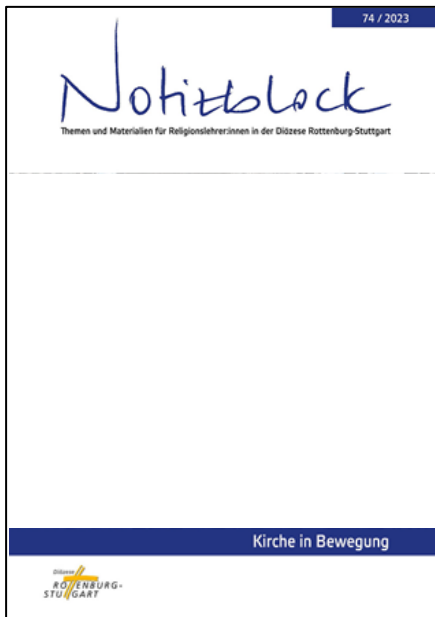 74 / 2023
Notizblock
Themen und Materialien für Religionslehrer:innen in der Diözese Rottenburg-Stuttgart
Kirche in Bewegung
Diözese
ROTTENBURG-
STUTTGART